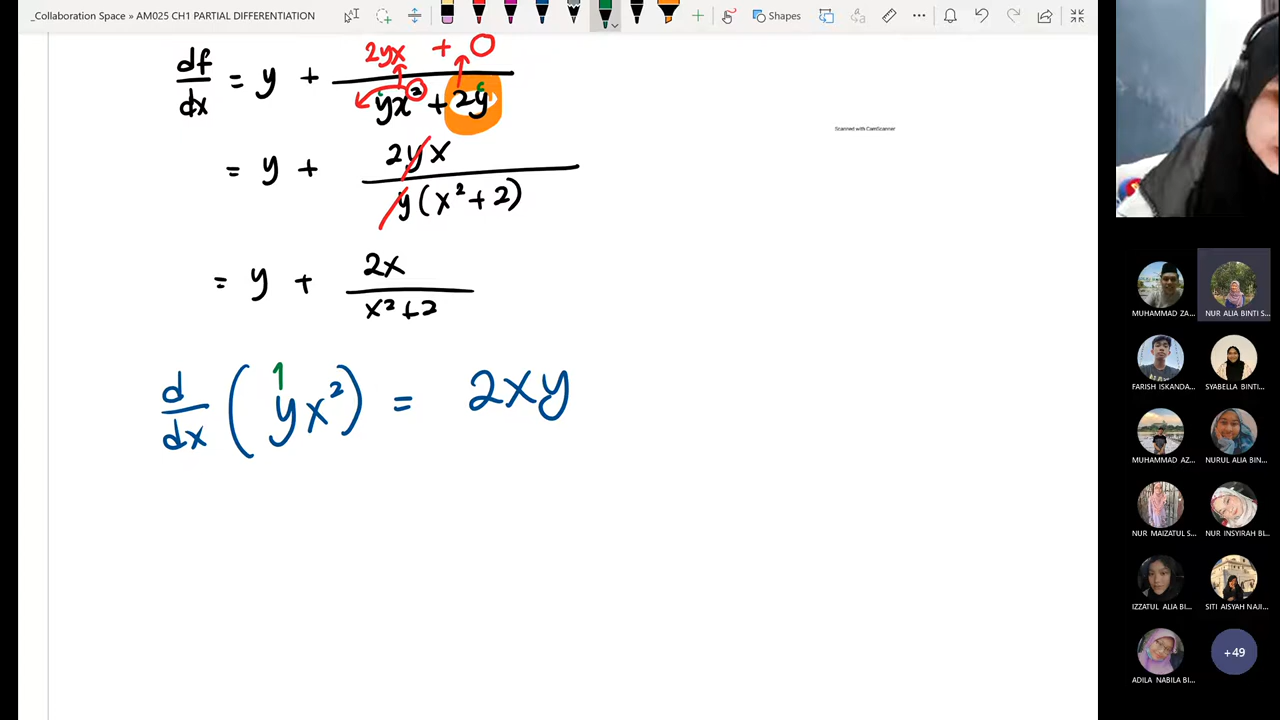 _Collaboration Space » AM025 CH1 PARTIAL DIFFERENTIATION
Shapes
2yx + 0
df/dx = y + ———
yx² + 2y
Scanned with CamScanner
= y + 2yx / y(x² + 2)
= y + 2x / x² + 2
1
d/dx (yx²) = 2xy
MUHAMMAD ZA...
NUR ALIA BINTI S...
FARISH ISKANDA...
SYABELLA BINTI...
MUHAMMAD AZ...
NURUL ALIA BIN...
NUR MAIZATUL S...
NUR INSYIRAH BI...
IZZATUL ALIA BI...
SITI AISYAH NAJI...
ADILA NABILA BI...
+49